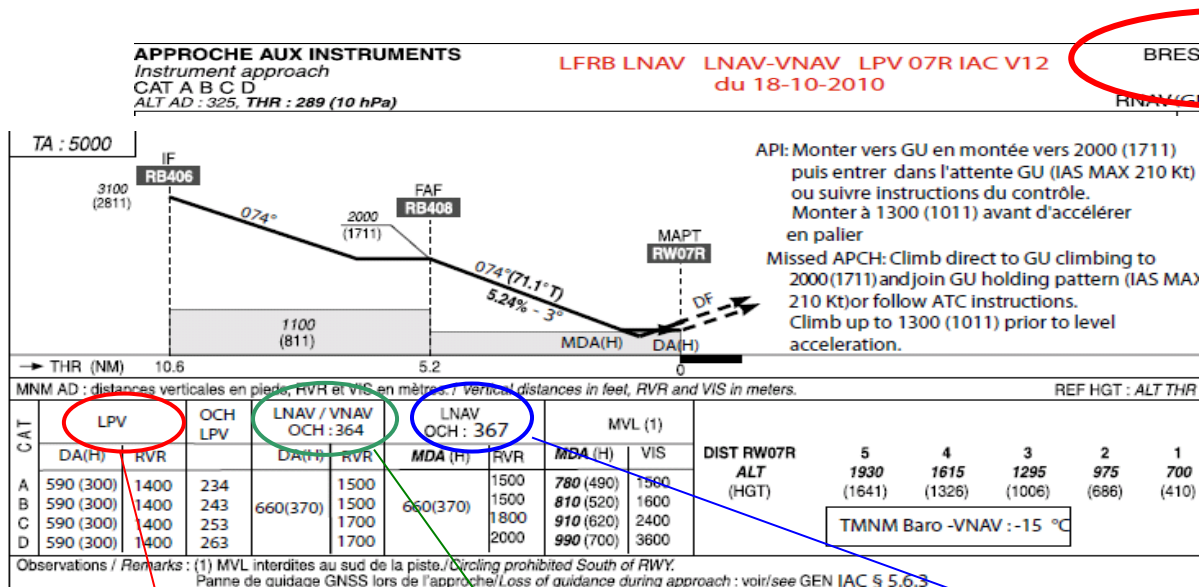 APPROCHE AUX INSTRUMENTS
Instrument approach
CAT A B C D
ALT AD : 325, THR : 289 (10 hPa)
LFRB LNAV LNAV-VNAV LPV 07R IAC V12
du 18-10-2010
BRES
RNAV(G
TA : 5000
IF
RB406
3100
(2811)
074°
2000
(1711)
FAF
RB408
074°(71.1°T)
5.24% - 3°
MAPT
RW07R
DF
1100
(811)
MDA(H)
DA(H)
API: Monter vers GU en montée vers 2000 (1711)
puis entrer dans l'attente GU (IAS MAX 210 Kt)
ou suivre instructions du contrôle.
Monter à 1300 (1011) avant d'accélérer
en palier
Missed APCH: Climb direct to GU climbing to
2000(1711)andjoin GU holding pattern (IAS MAX
210 Kt)or follow ATC instructions.
Climb up to 1300 (1011) prior to level
acceleration.
→ THR (NM) 10.6 5.2 0
MNM AD : distances verticales en pieds, RVR et VIS en mètres. / Vertical distances in feet, RVR and VIS in meters. REF HGT : ALT THR
CAT LPV OCH LPV LNAV / VNAV OCH : 364 LNAV OCH : 367 MVL (1)
DA(H) RVR DA(H) RVR MDA (H) RVR MDA (H) VIS
A 590 (300) 1400 234 1500 1500 780 (490) 1500
B 590 (300) 1400 243 660(370) 1500 660(370) 1500 810 (520) 1600
C 590 (300) 1400 253 1700 1800 910 (620) 2400
D 590 (300) 1400 263 1700 2000 990 (700) 3600
DIST RW07R 5 4 3 2 1
ALT 1930 1615 1295 975 700
(HGT) (1641) (1326) (1006) (686) (410)
TMNM Baro -VNAV : -15 °C
Observations / Remarks : (1) MVL interdites au sud de la piste./Circling prohibited South of RWY.
Panne de guidage GNSS lors de l'approche/Loss of guidance during approach : voir/see GEN IAC § 5.6.3